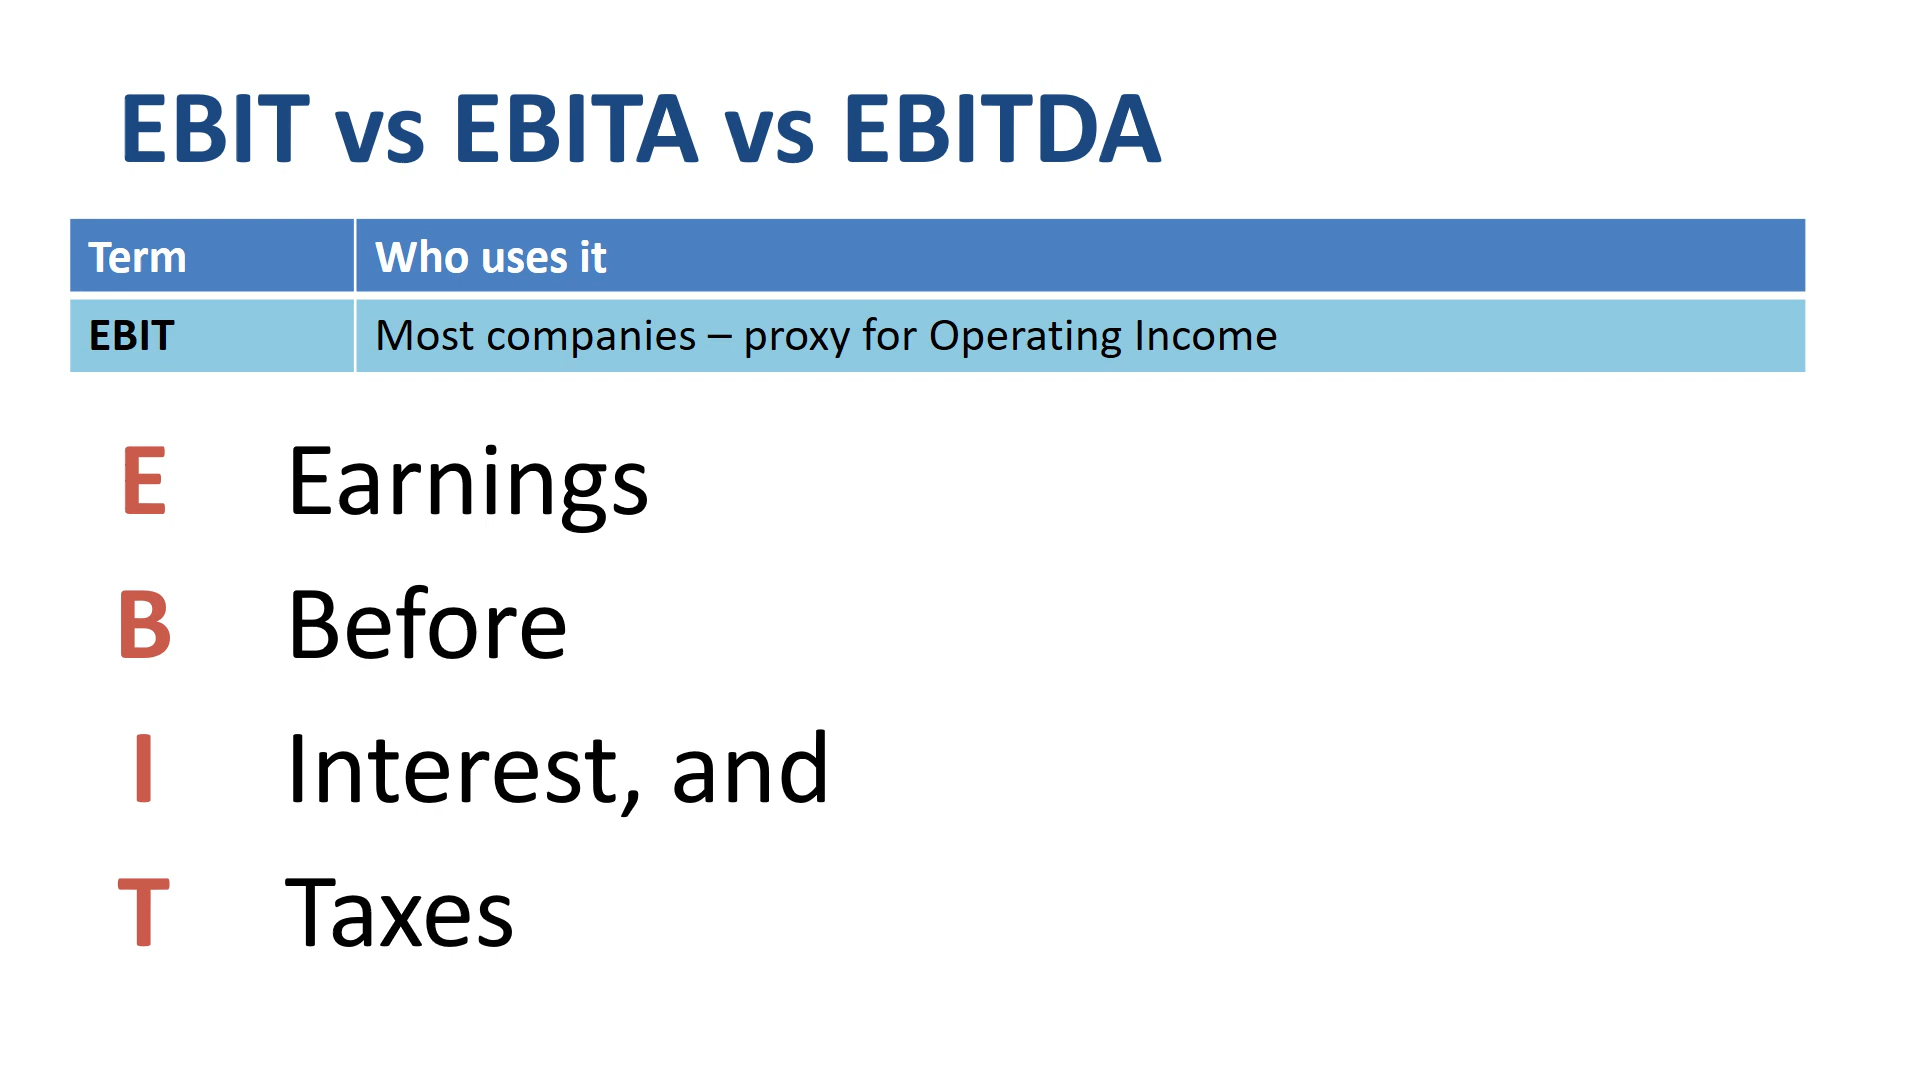 EBIT vs EBITA vs EBITDA
Term Who uses it
EBIT Most companies – proxy for Operating Income
E Earnings
B Before
I Interest, and
T Taxes